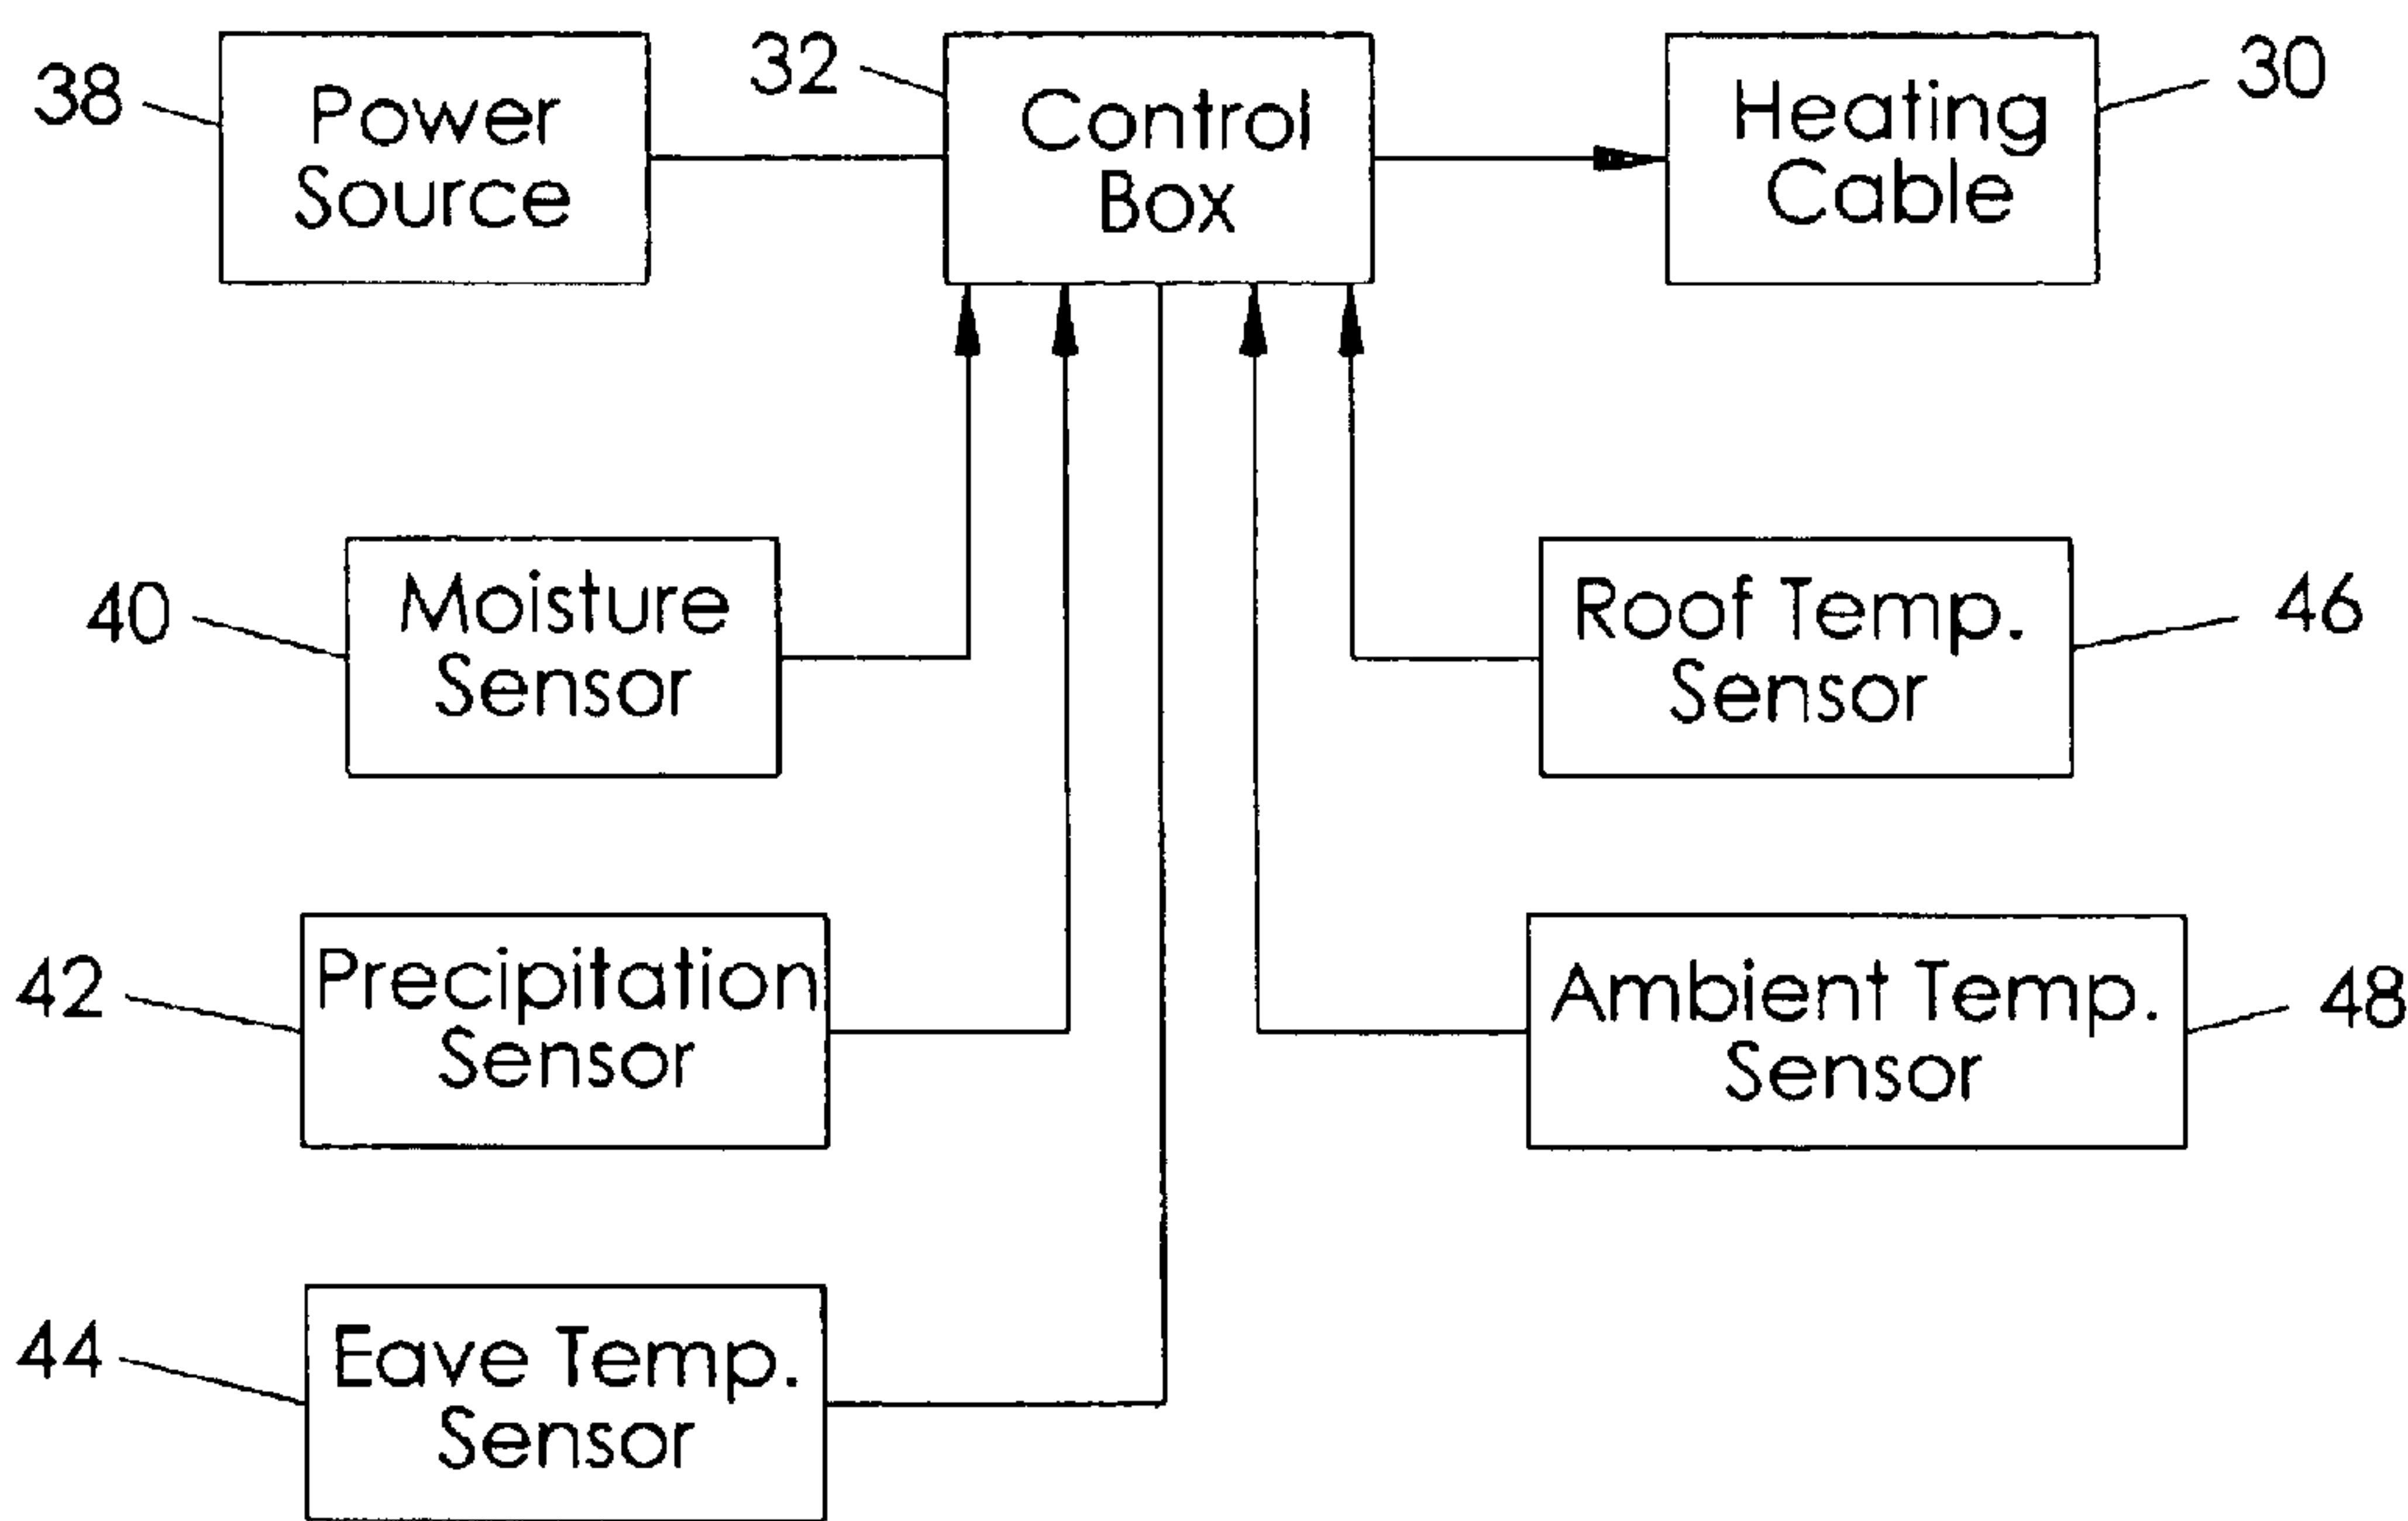 38
Power
Source
32
Control
Box
Heating
Cable
30
40
Moisture
Sensor
Roof Temp.
Sensor
46
42
Precipitation
Sensor
Ambient Temp.
Sensor
48
44
Eave Temp.
Sensor